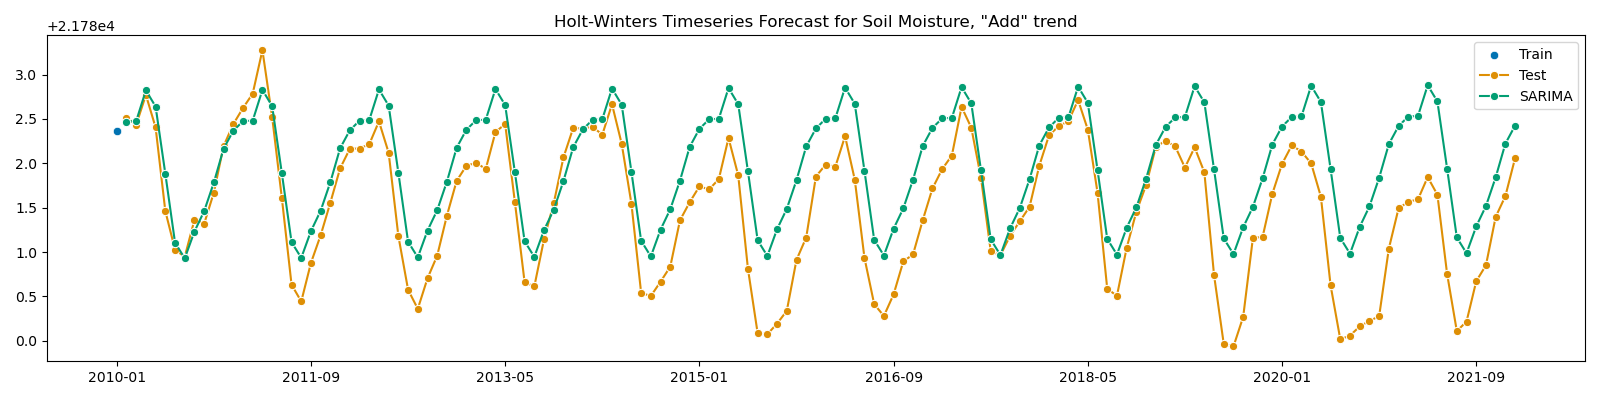 Holt-Winters Timeseries Forecast for Soil Moisture, "Add" trend
+2.178e4
3.0
2.5
2.0
1.5
1.0
0.5
0.0
Train
Test
SARIMA
2010-01 2011-09 2013-05 2015-01 2016-09 2018-05 2020-01 2021-09